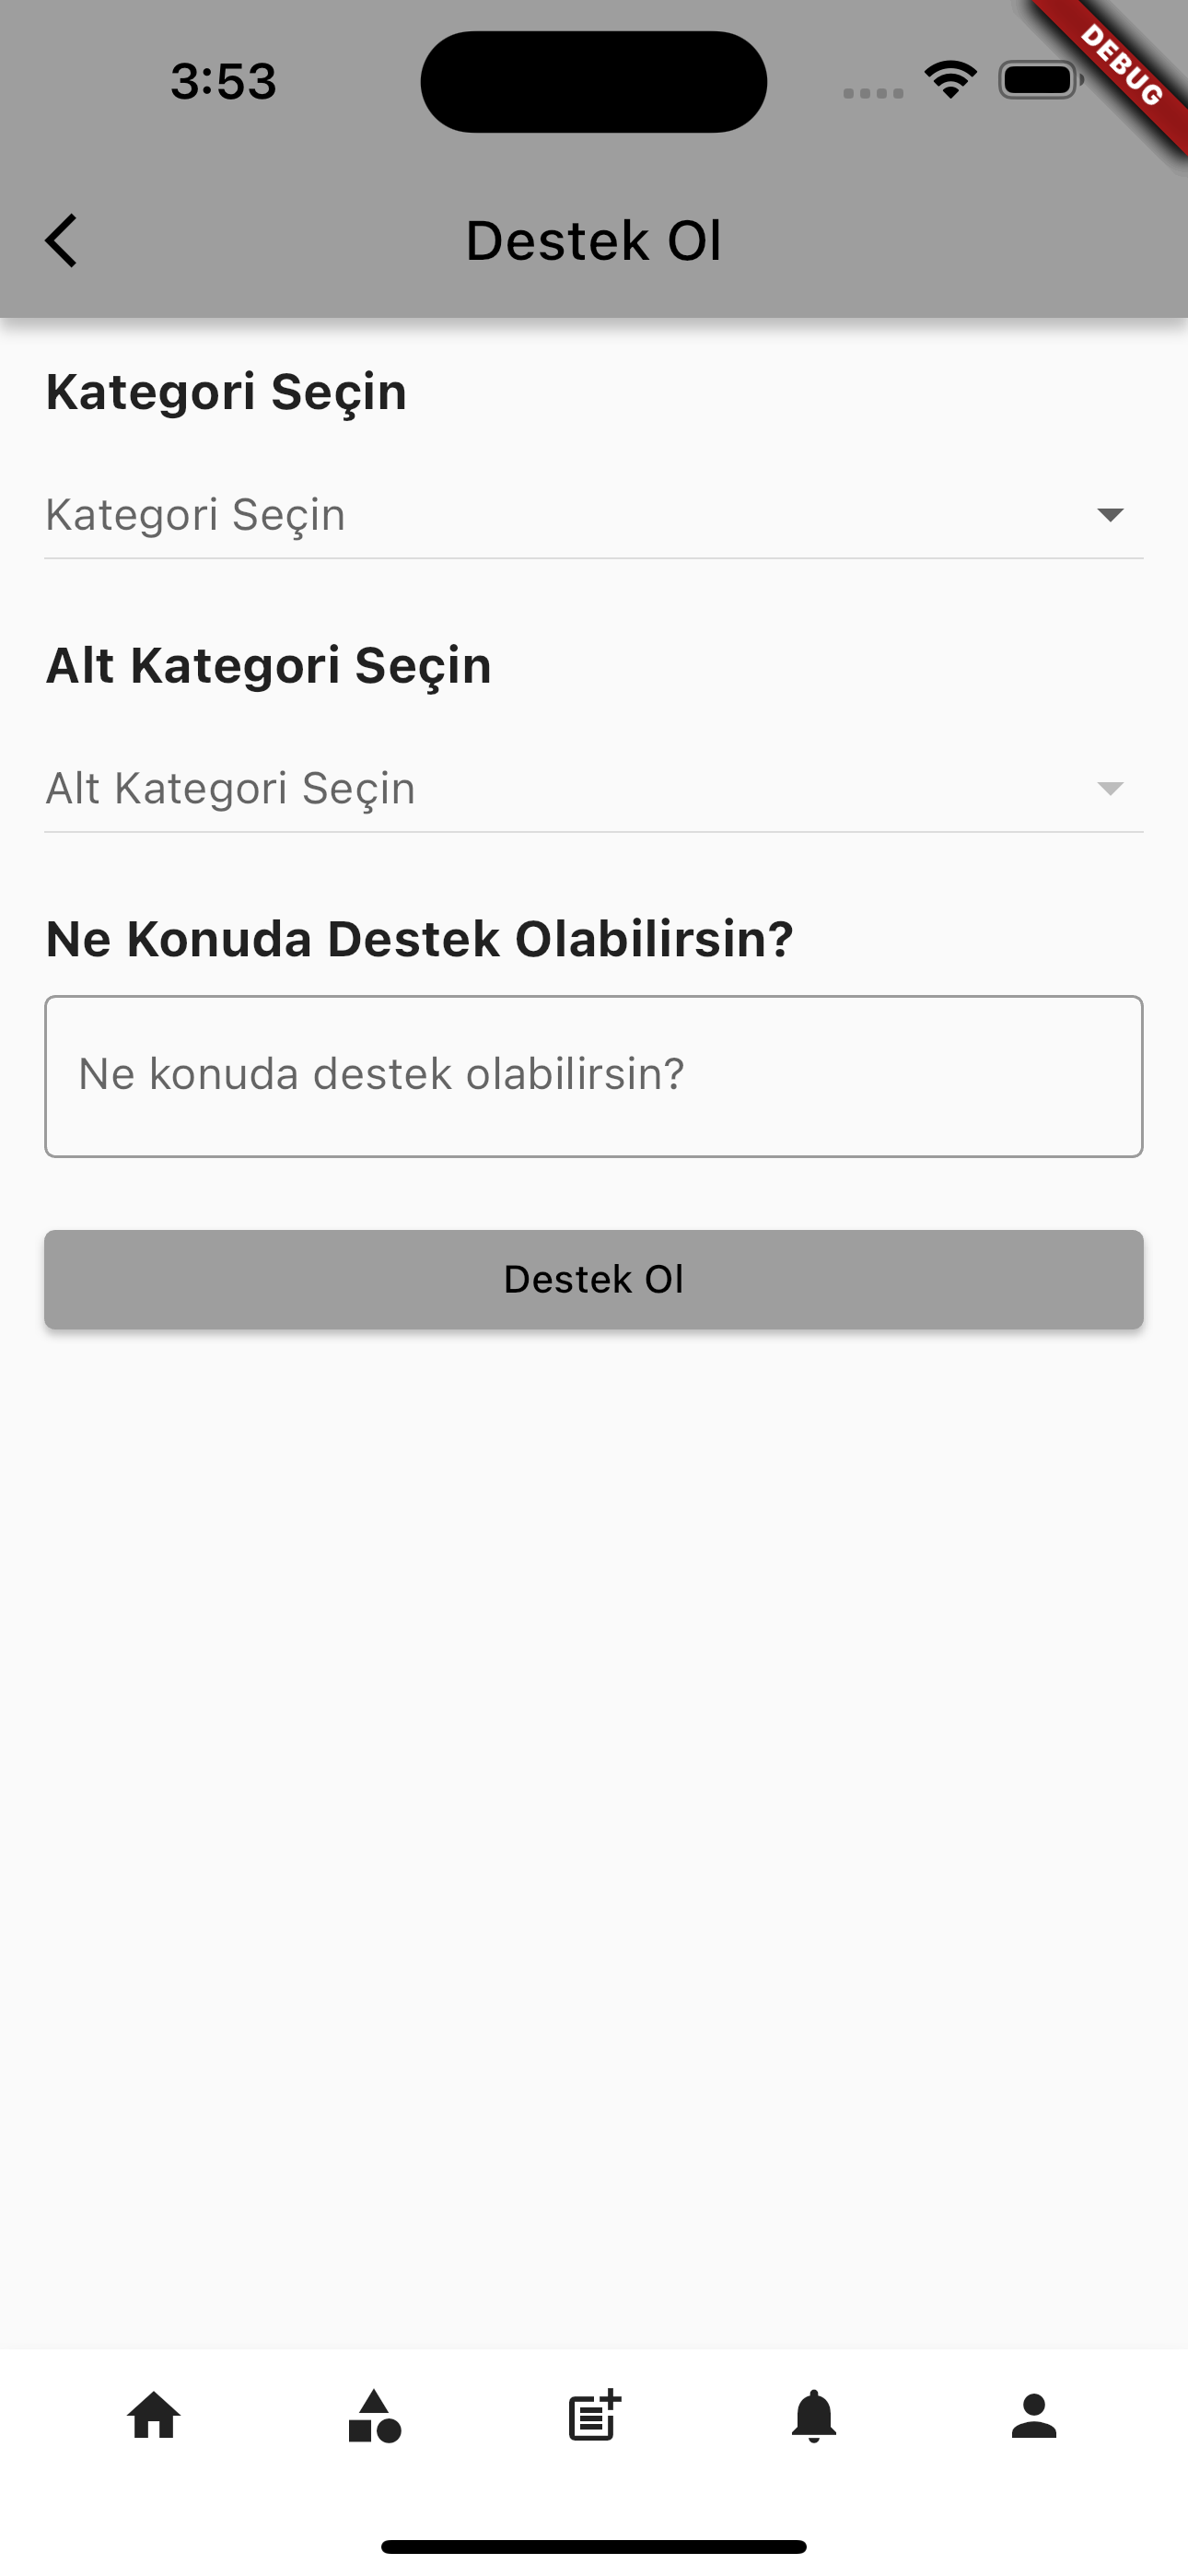 3:53
DEBUG
Destek Ol
Kategori Seçin
Kategori Seçin
Alt Kategori Seçin
Alt Kategori Seçin
Ne Konuda Destek Olabilirsin?
Ne konuda destek olabilirsin?
Destek Ol